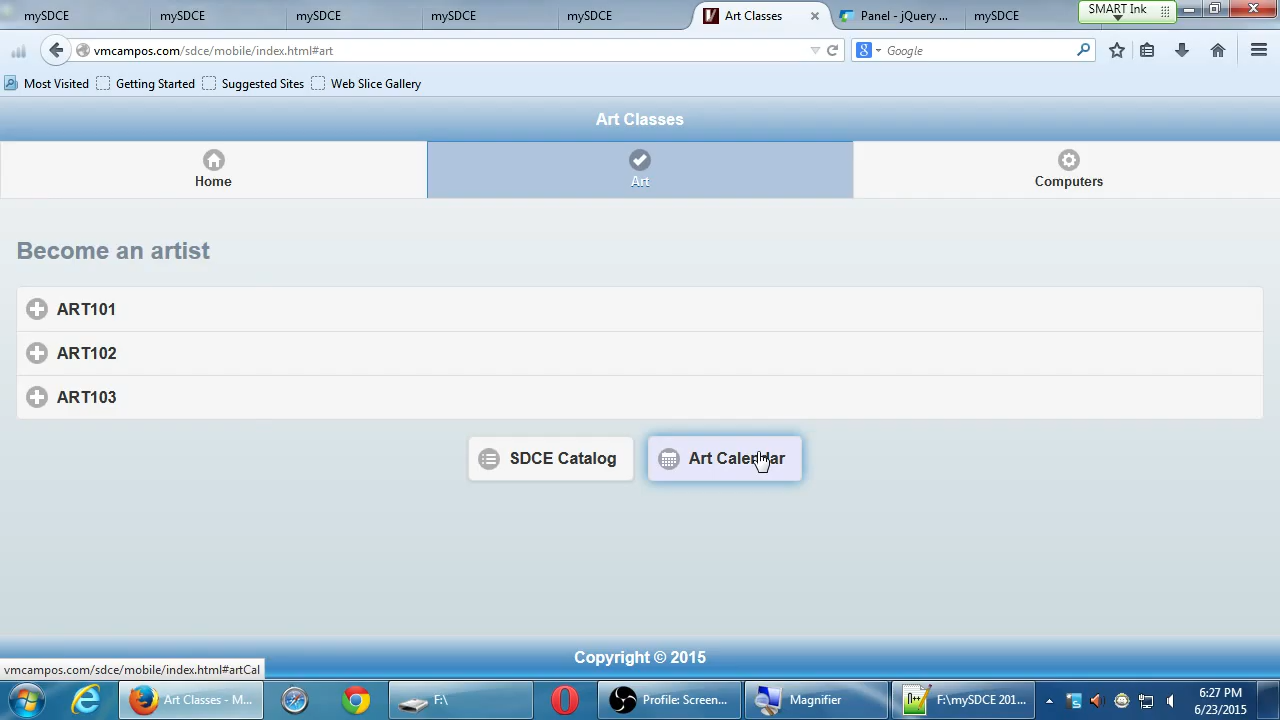 mySDCE mySDCE mySDCE mySDCE mySDCE Art Classes Panel - jQuery ... mySDCE SMART Ink
vmcampos.com/sdce/mobile/index.html#art Google
Most Visited Getting Started Suggested Sites Web Slice Gallery
Art Classes
Home Art Computers
Become an artist
ART101
ART102
ART103
SDCE Catalog Art Calendar
Copyright © 2015
vmcampos.com/sdce/mobile/index.html#artCal
Art Classes - M... F:\ Profile: Screen... Magnifier F:\mySDCE 201... 6:27 PM
6/23/2015